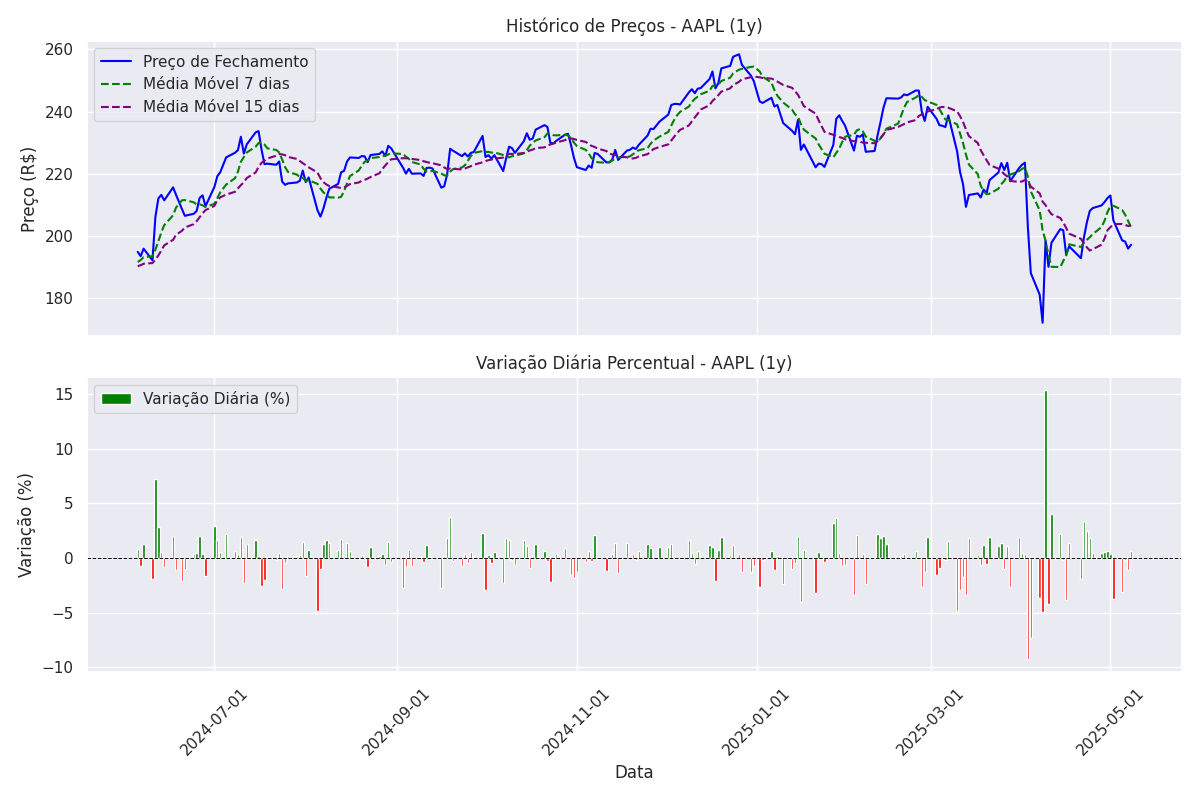 Histórico de Preços - AAPL (1y)
Preço de Fechamento
Média Móvel 7 dias
Média Móvel 15 dias
Preço (R$)
260
240
220
200
180
Variação Diária Percentual - AAPL (1y)
Variação Diária (%)
Variação (%)
15
10
5
0
−5
−10
2024-07-01
2024-09-01
2024-11-01
2025-01-01
2025-03-01
2025-05-01
Data